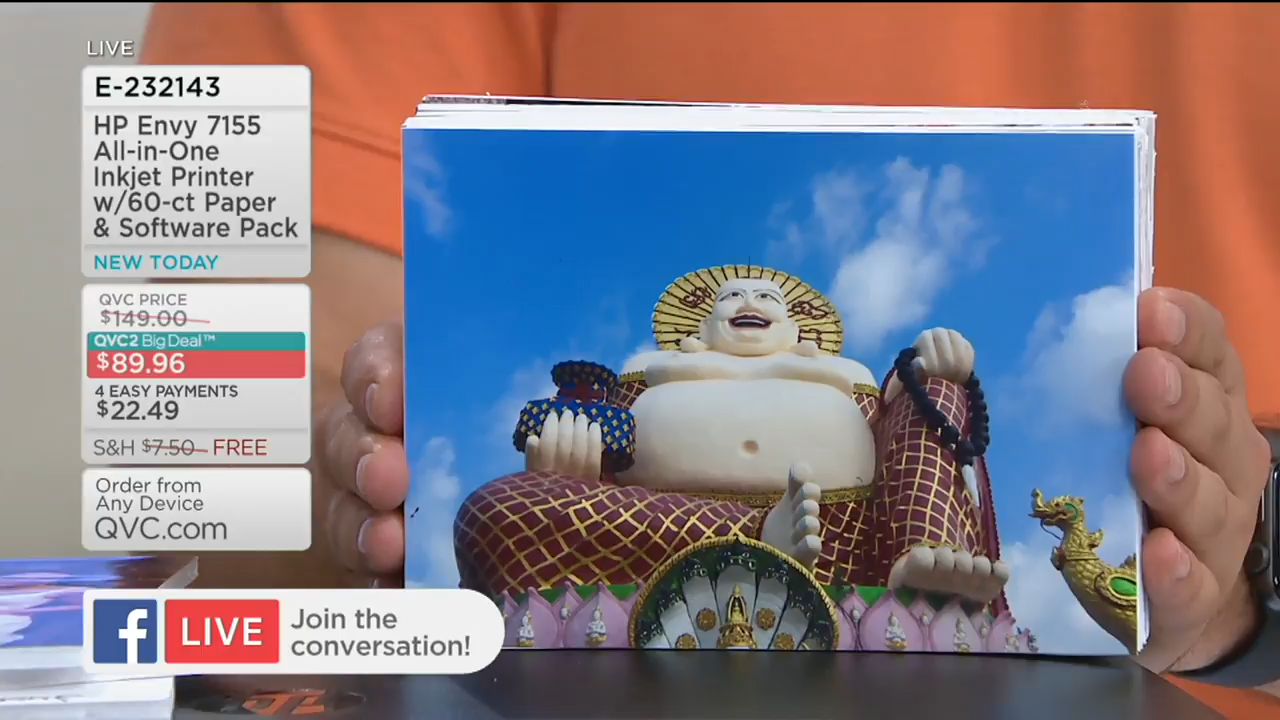 LIVE
E-232143
HP Envy 7155
All-in-One
Inkjet Printer
w/60-ct Paper
& Software Pack
NEW TODAY
QVC PRICE
$149.00
QVC2 Big Deal™
$89.96
4 EASY PAYMENTS
$22.49
S&H $7.50 FREE
Order from
Any Device
QVC.com
f LIVE Join the
conversation!